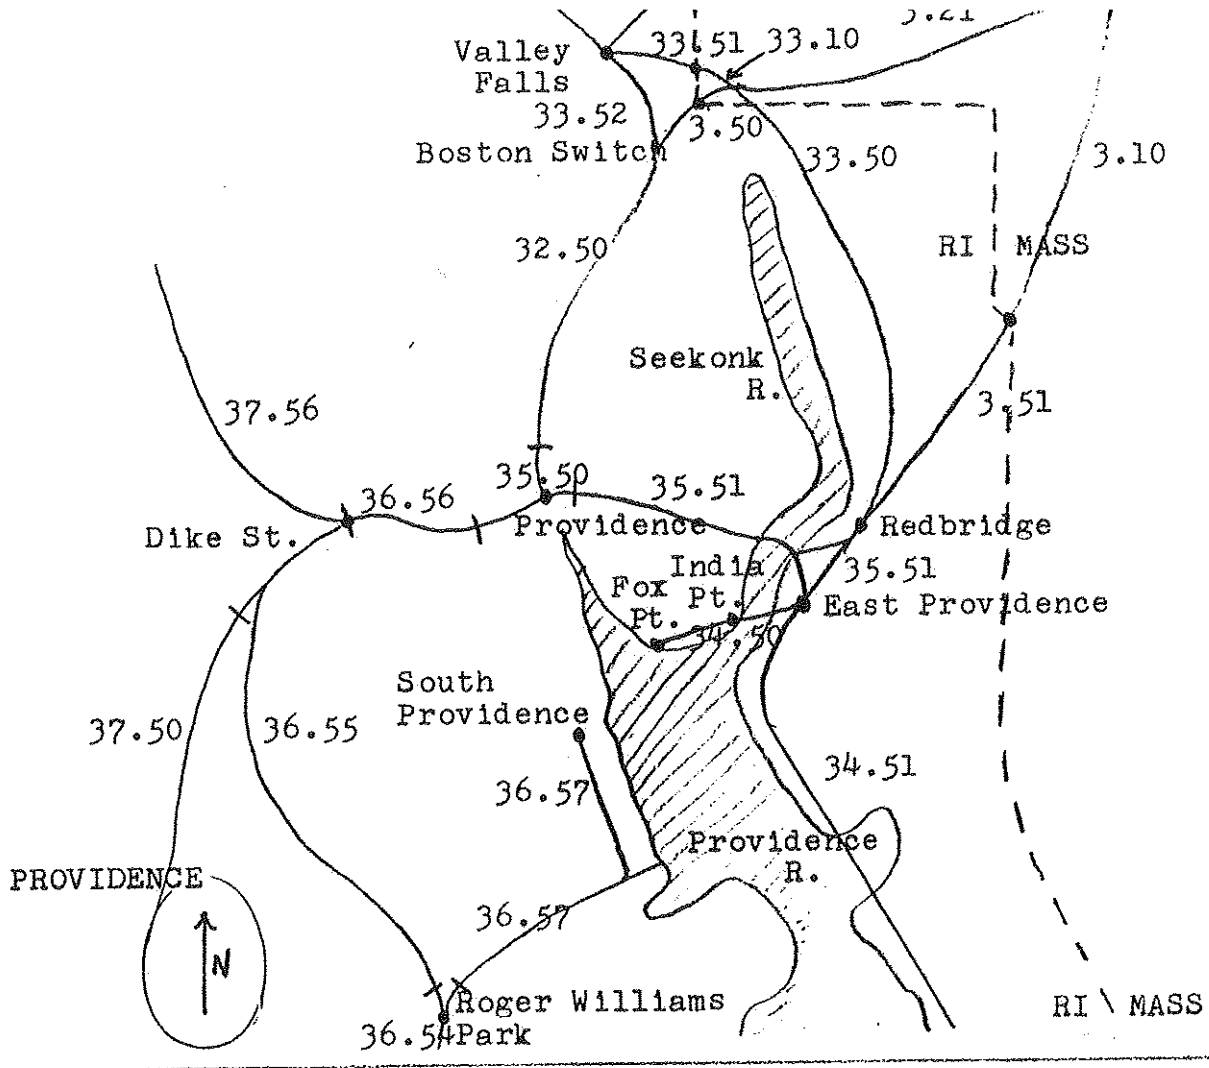 3.21
Valley
Falls
33.51
33.10
33.52
3.50
Boston Switch
33.50
3.10
32.50
RI
MASS
Seekonk
R.
37.56
3.51
35.50
36.56
35.51
Providence
Redbridge
Dike St.
India
Pt.
35.51
Fox
Pt.
East Providence
34.50
South
Providence
37.50
36.55
34.51
36.57
Providence
R.
PROVIDENCE
36.57
N
Roger Williams
Park
36.54
RI \ MASS